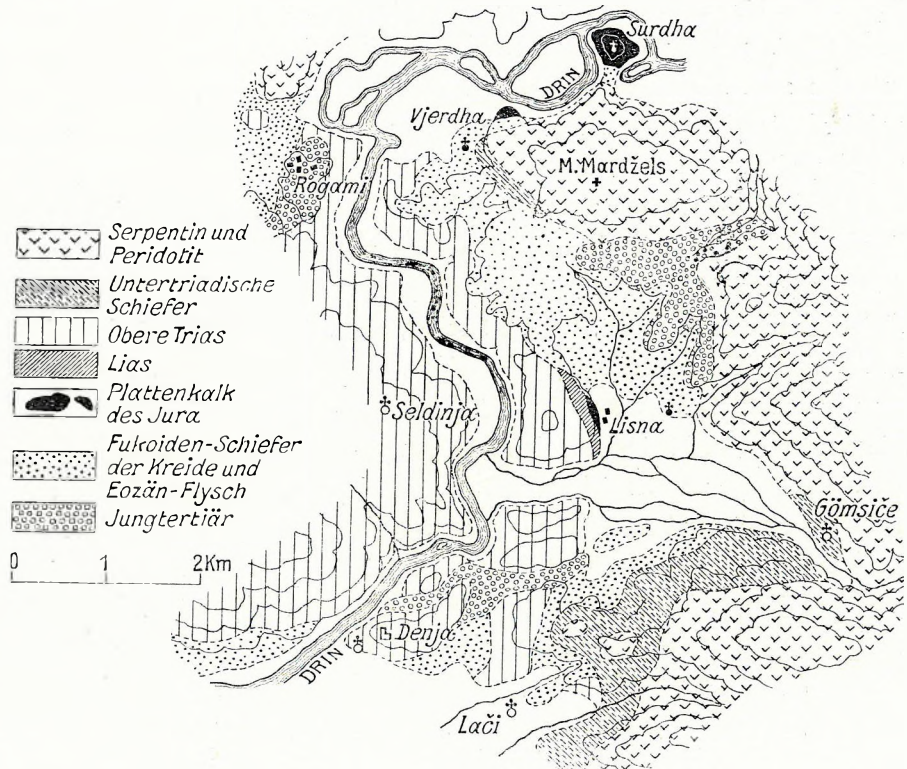 Sùrdha
DRIN
Vjerdha
M. Mardžels
Rogami
Serpentin und
Peridotit
Untertriadische
Schiefer
Obere Trias
Lias
Plattenkalk
des Jura
Seldinja
Lisna
Fukoiden-Schiefer
der Kreide und
Eozän-Flysch
Jungtertiär
Gömsiče
0 1 2Km
Denja
DRIN
Lači